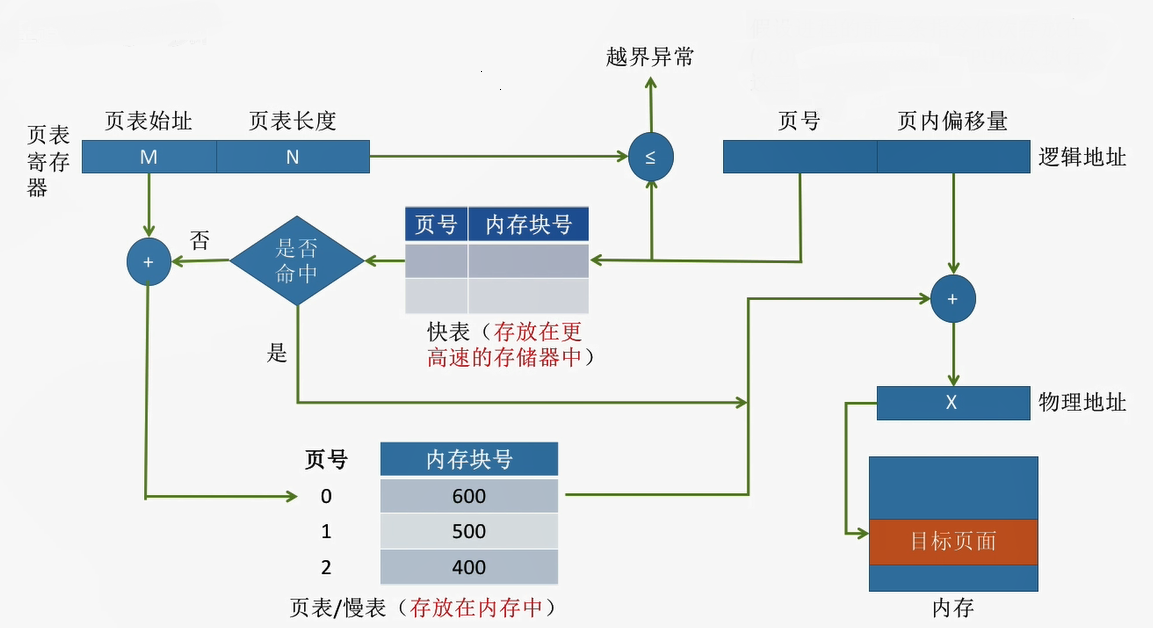 越界异常
页表始址 页表长度
页号 页内偏移量
页表
寄存
器
M N
≤
逻辑地址
页号 内存块号
否
是否
命中
+
+
快表（存放在更
高速的存储器中）
是
X
物理地址
页号 内存块号
0 600
1 500
2 400
目标页面
页表/慢表（存放在内存中）
内存